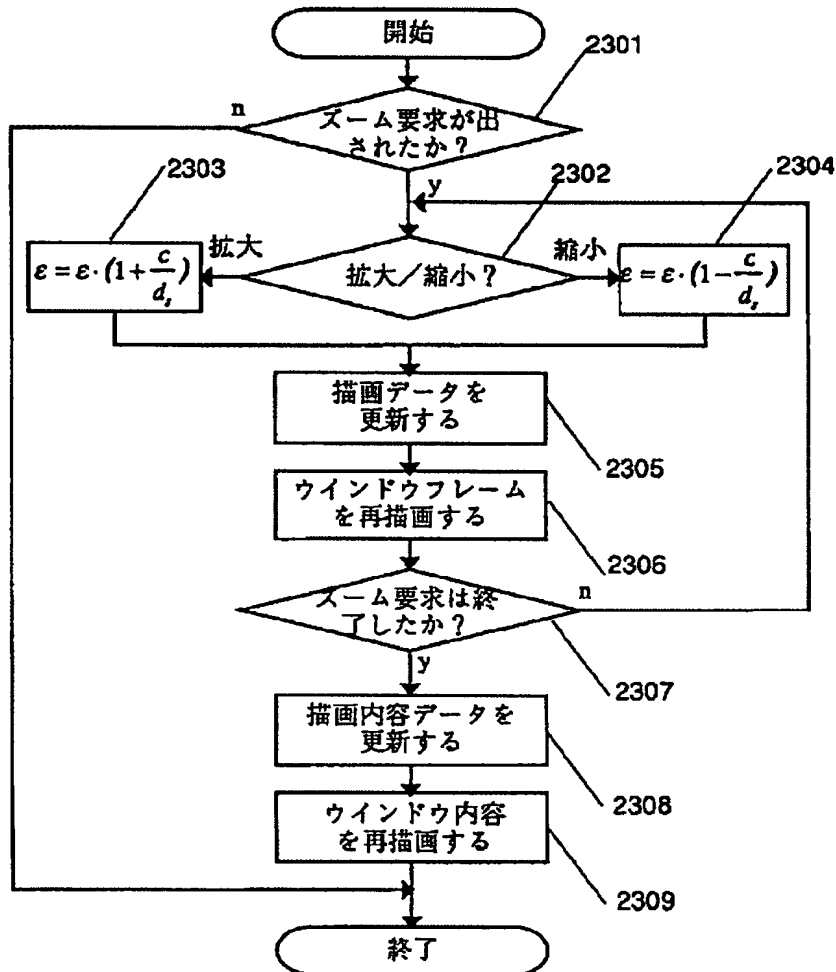 開始
2301
n
ズーム要求が出
されたか？
y
2303
2302
2304
拡大
縮小
ε = ε・(1+ c/d_s)
拡大／縮小？
ε = ε・(1- c/d_s)
描画データを
更新する
2305
ウインドウフレーム
を再描画する
2306
ズーム要求は終
了したか？
n
y
2307
描画内容データを
更新する
2308
ウインドウ内容
を再描画する
2309
終了